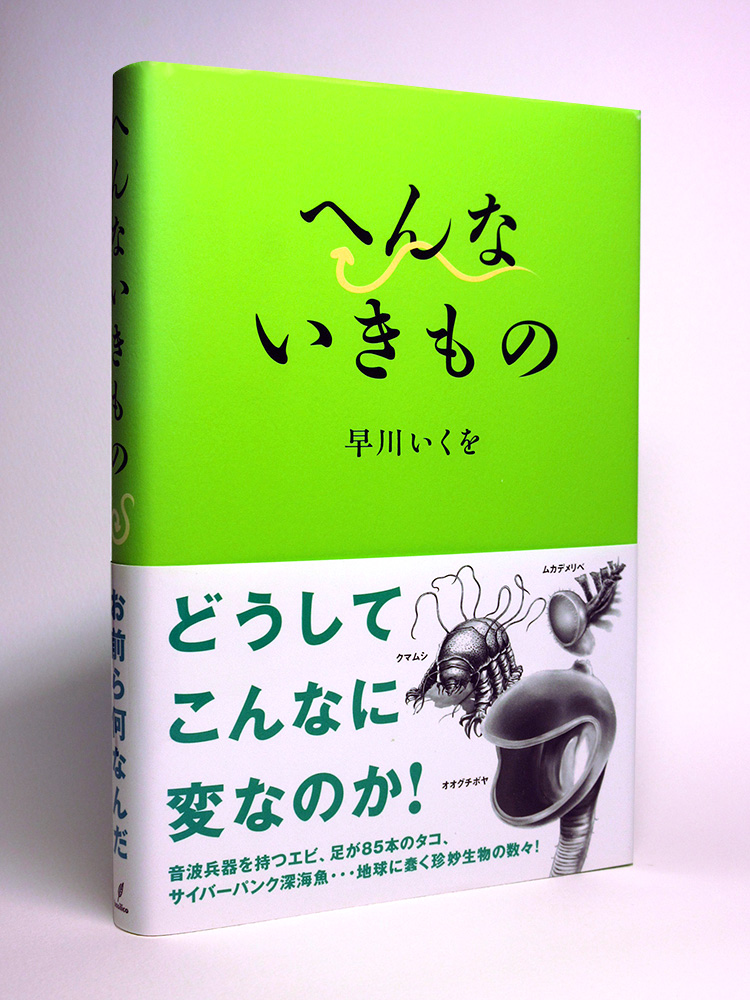 へんないきもの
お前ら何なんだ
へんな
いきもの
早川いくを
どうして
こんなに
変なのか!
ムカデメリベ
クマムシ
オオグチボヤ
音波兵器を持つエビ、足が85本のタコ、
サイバーパンク深海魚・・・地球に蠢く珍妙生物の数々!